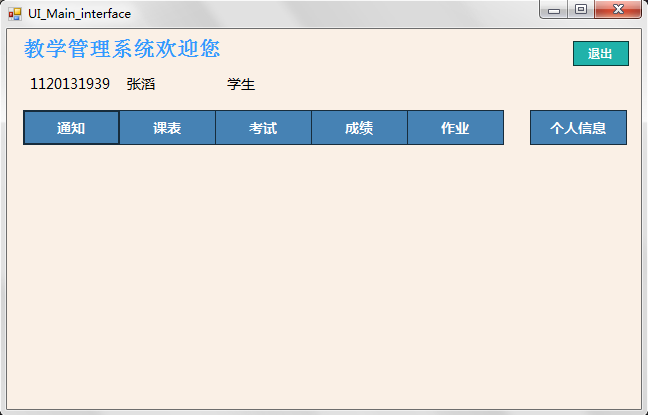 UI_Main_interface
教学管理系统欢迎您
退出
1120131939 张滔 学生
通知 课表 考试 成绩 作业 个人信息